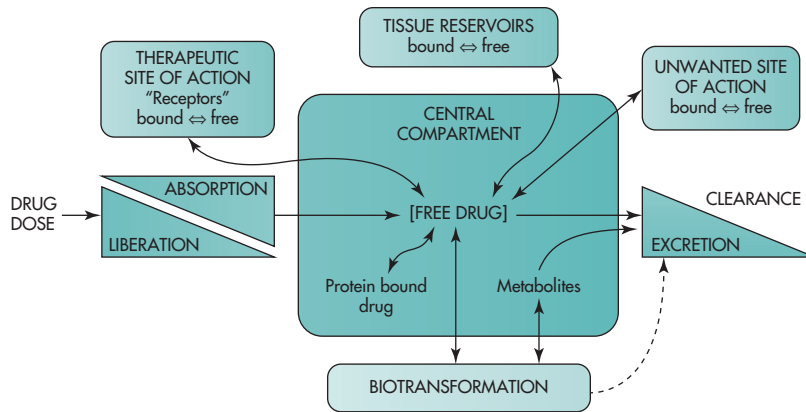 TISSUE RESERVOIRS
bound ⇔ free
THERAPEUTIC
SITE OF ACTION
“Receptors”
bound ⇔ free
UNWANTED SITE
OF ACTION
bound ⇔ free
CENTRAL
COMPARTMENT
DRUG
DOSE
ABSORPTION
LIBERATION
[FREE DRUG]
CLEARANCE
EXCRETION
Protein bound
drug
Metabolites
BIOTRANSFORMATION